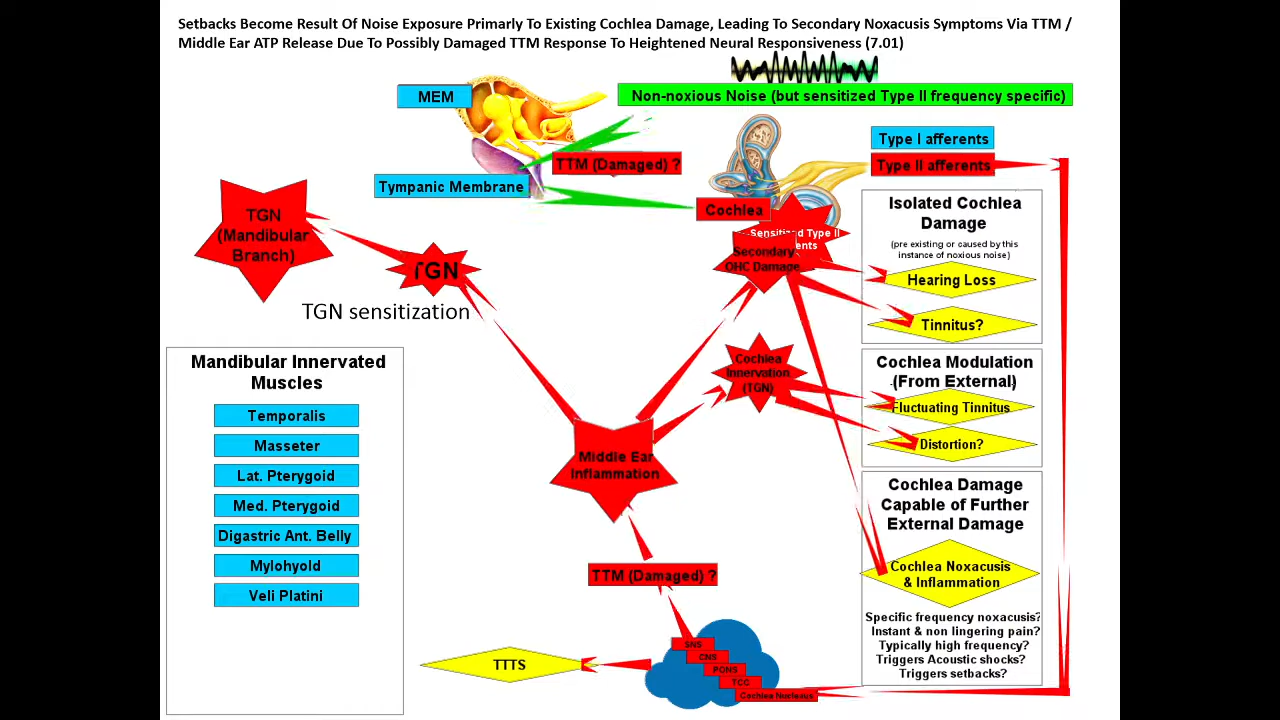 Setbacks Become Result Of Noise Exposure Primarly To Existing Cochlea Damage, Leading To Secondary Noxacusis Symptoms Via TTM /
Middle Ear ATP Release Due To Possibly Damaged TTM Response To Heightened Neural Responsiveness (7.01)
MEM
Non-noxious Noise (but sensitized Type II frequency specific)
Type I afferents
TTM (Damaged) ?
Type II afferents
Tympanic Membrane
Cochlea
TGN
(Mandibular
Branch)
Sensitized Type II
Secondary
OHC Damage
Isolated Cochlea
Damage
(pre existing or caused by this
instance of noxious noise)
Hearing Loss
Tinnitus?
TGN
TGN sensitization
Mandibular Innervated
Muscles
Temporalis
Masseter
Lat. Pterygoid
Med. Pterygoid
Digastric Ant. Belly
Mylohyold
Veli Platini
Cochlea
Innervation
(TGN)
Cochlea Modulation
(From External)
Fluctuating Tinnitus
Distortion?
Middle Ear
Inflammation
Cochlea Damage
Capable of Further
External Damage
Cochlea Noxacusis
& Inflammation
Specific frequency noxacusis?
Instant & non lingering pain?
Typically high frequency?
Triggers Acoustic shocks?
Triggers setbacks?
TTM (Damaged) ?
TTTS
SNS
CNS
PONS
TCC
Cochlea Nucleus